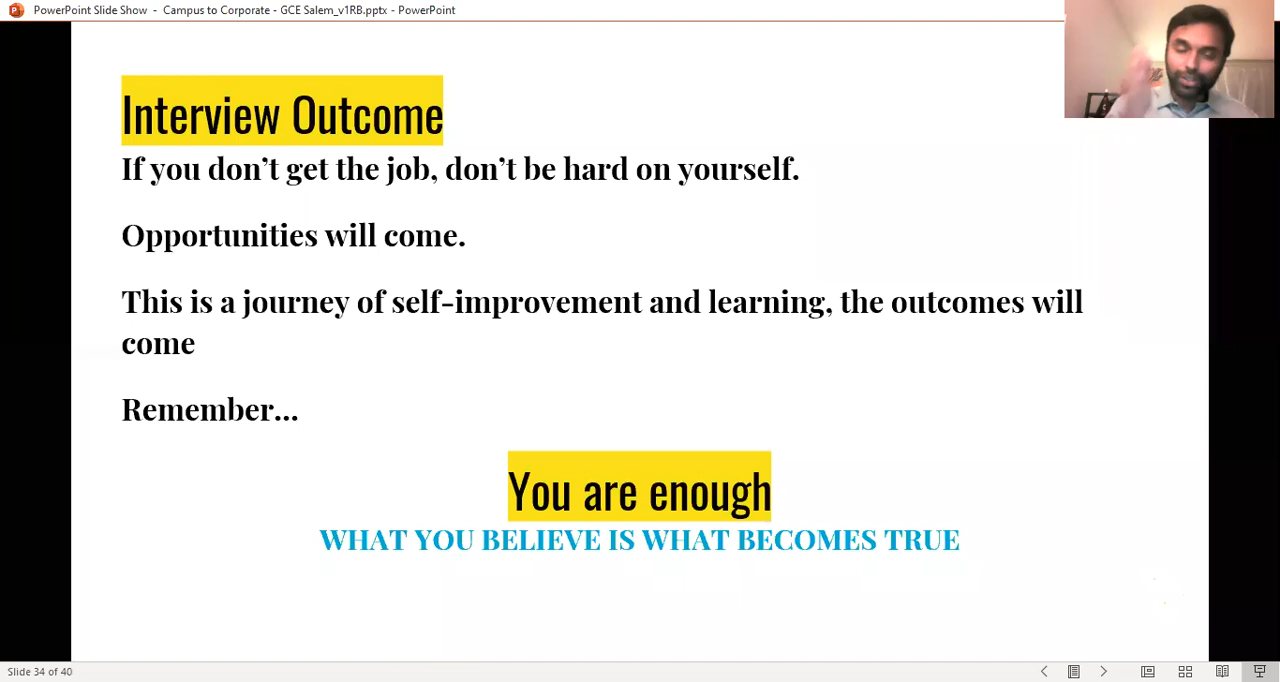 PowerPoint Slide Show - Campus to Corporate - GCE Salem_v1RB.pptx - PowerPoint
Interview Outcome
If you don’t get the job, don’t be hard on yourself.
Opportunities will come.
This is a journey of self-improvement and learning, the outcomes will
come
Remember...
You are enough
WHAT YOU BELIEVE IS WHAT BECOMES TRUE
Slide 34 of 40